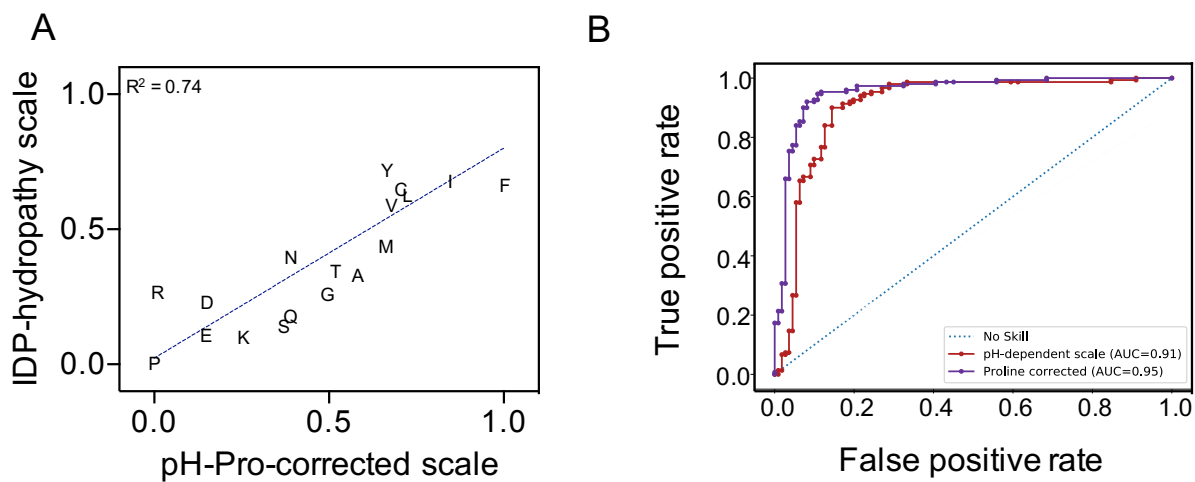 A
R² = 0.74
IDP-hydropathy scale
1.0
0.5
0.0
Y
C
L
I
F
V
M
N
T
A
R
G
D
Q
S
E
K
P
0.0
0.5
1.0
pH-Pro-corrected scale
B
True positive rate
1.0
0.8
0.6
0.4
0.2
0.0
No Skill
pH-dependent scale (AUC=0.91)
Proline corrected (AUC=0.95)
0.0
0.2
0.4
0.6
0.8
1.0
False positive rate